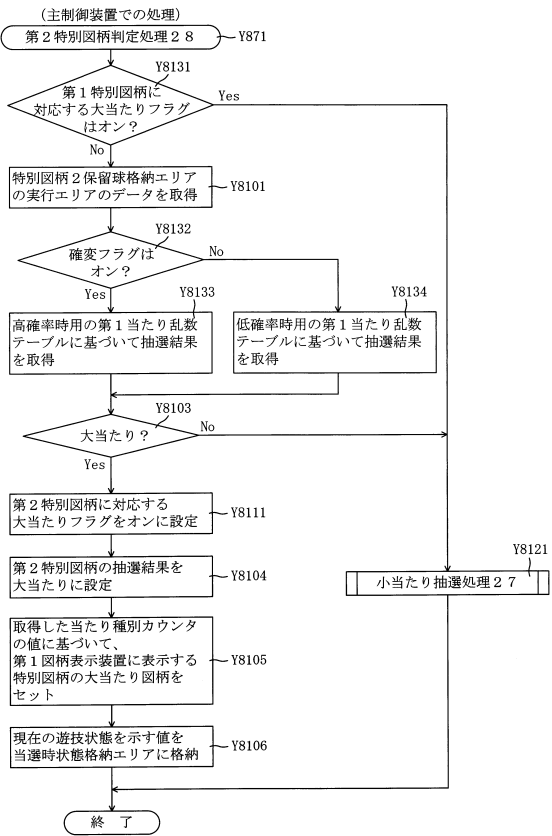 （主制御装置での処理）
第２特別図柄判定処理２８
Y871
第１特別図柄に
対応する大当たりフラグ
はオン？
Y8131
Yes
No
特別図柄２保留球格納エリア
の実行エリアのデータを取得
Y8101
確変フラグは
オン？
Y8132
No
Yes
高確率時用の第１当たり乱数
テーブルに基づいて抽選結果
を取得
Y8133
低確率時用の第１当たり乱数
テーブルに基づいて抽選結果
を取得
Y8134
大当たり？
Y8103
No
Yes
第２特別図柄に対応する
大当たりフラグをオンに設定
Y8111
第２特別図柄の抽選結果を
大当たりに設定
Y8104
小当たり抽選処理２７
Y8121
取得した当たり種別カウンタ
の値に基づいて、
第１図柄表示装置に表示する
特別図柄の大当たり図柄を
セット
Y8105
現在の遊技状態を示す値を
当選時状態格納エリアに格納
Y8106
終　了